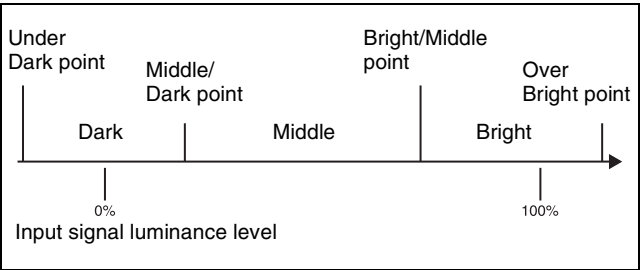 Under
Dark point
Middle/
Dark point
Bright/Middle
point
Over
Bright point
Dark
Middle
Bright
0%
100%
Input signal luminance level